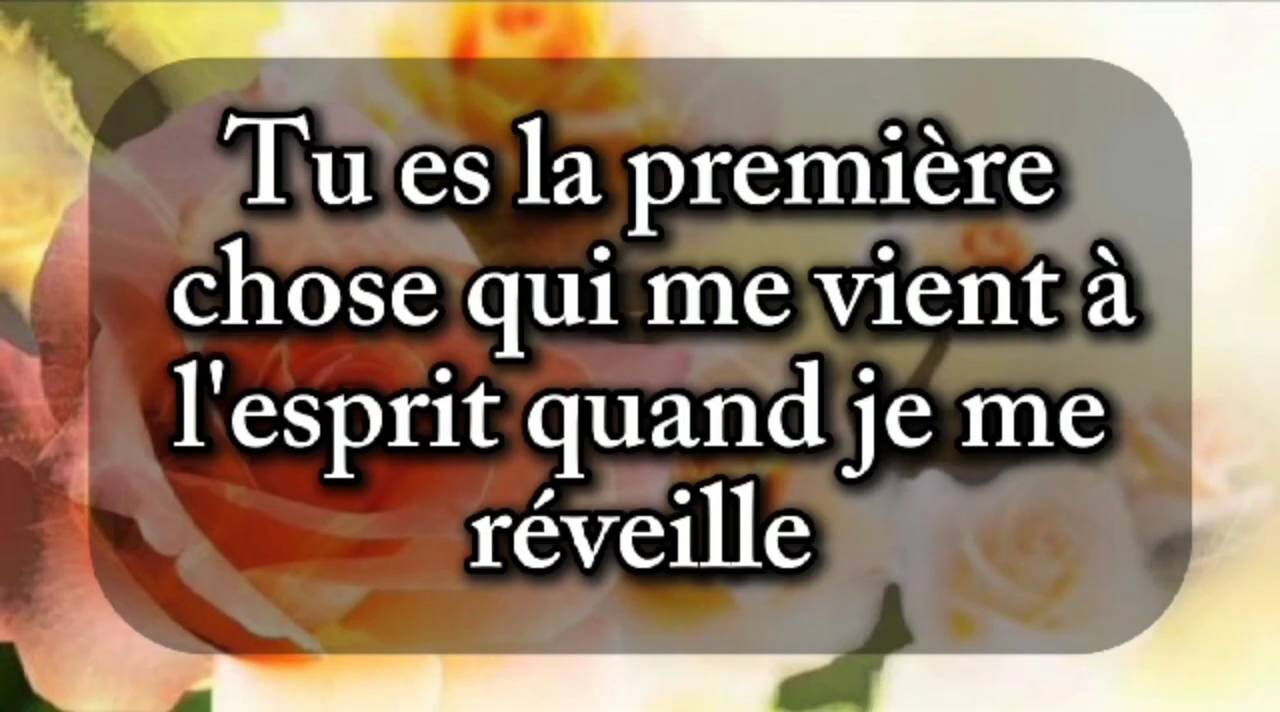 Tu es la première
chose qui me vient à
l'esprit quand je me
réveille